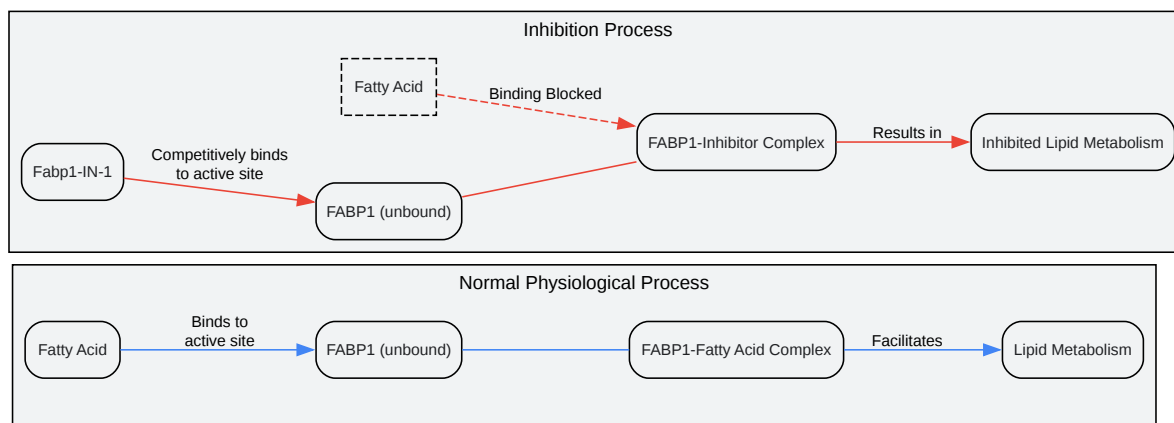 Inhibition Process
Fatty Acid
Binding Blocked
Fabp1-IN-1
Competitively binds
to active site
FABP1 (unbound)
FABP1-Inhibitor Complex
Results in
Inhibited Lipid Metabolism
Normal Physiological Process
Fatty Acid
Binds to
active site
FABP1 (unbound)
FABP1-Fatty Acid Complex
Facilitates
Lipid Metabolism